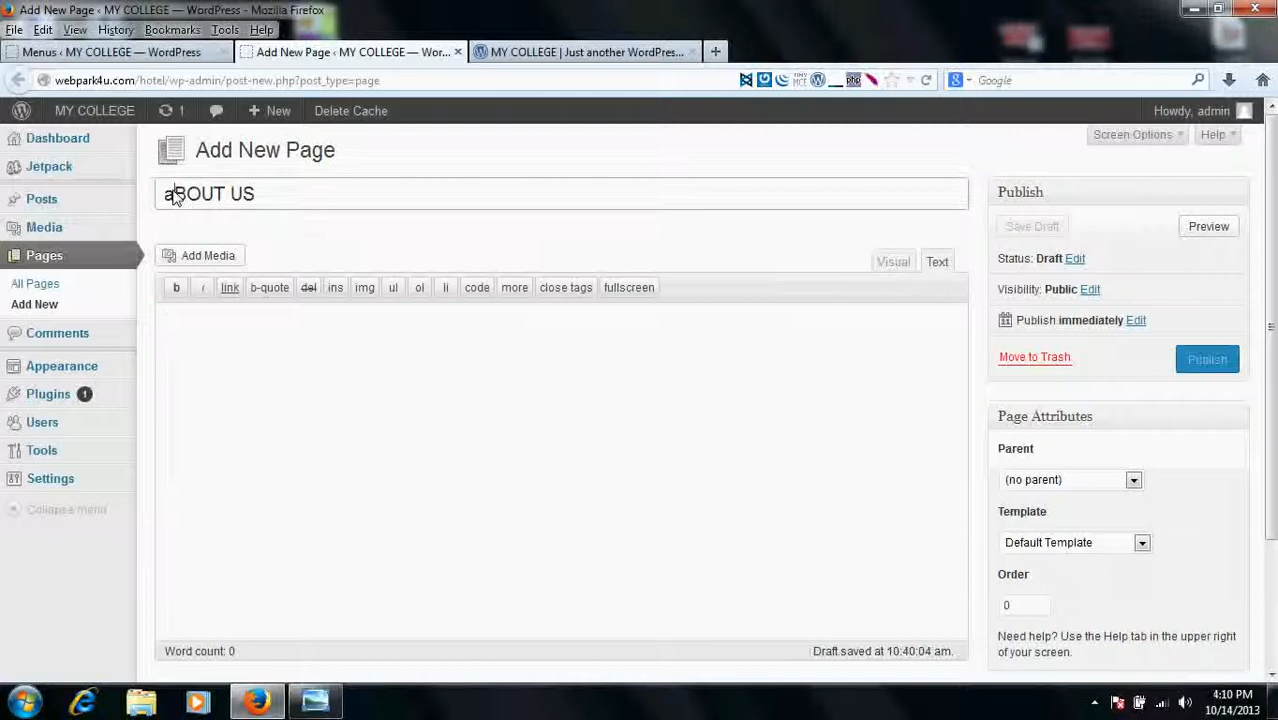 Add New Page ‹ MY COLLEGE — WordPress - Mozilla Firefox
File Edit View History Bookmarks Tools Help
Menus ‹ MY COLLEGE — WordPress × Add New Page ‹ MY COLLEGE — Wor... × MY COLLEGE | Just another WordPres... × +
webpark4u.com/hotel/wp-admin/post-new.php?post_type=page Google
MY COLLEGE 1 + New Delete Cache Howdy, admin
Dashboard
Jetpack
Posts
Media
Pages
All Pages
Add New
Comments
Appearance
Plugins 1
Users
Tools
Settings
Collapse menu
Screen Options Help
Add New Page
aBOUT US
Add Media Visual Text
b i link b-quote del ins img ul ol li code more close tags fullscreen
Word count: 0 Draft saved at 10:40:04 am.
Publish
Save Draft Preview
Status: Draft Edit
Visibility: Public Edit
Publish immediately Edit
Move to Trash Publish
Page Attributes
Parent
(no parent)
Template
Default Template
Order
0
Need help? Use the Help tab in the upper right
of your screen.
4:10 PM
10/14/2013